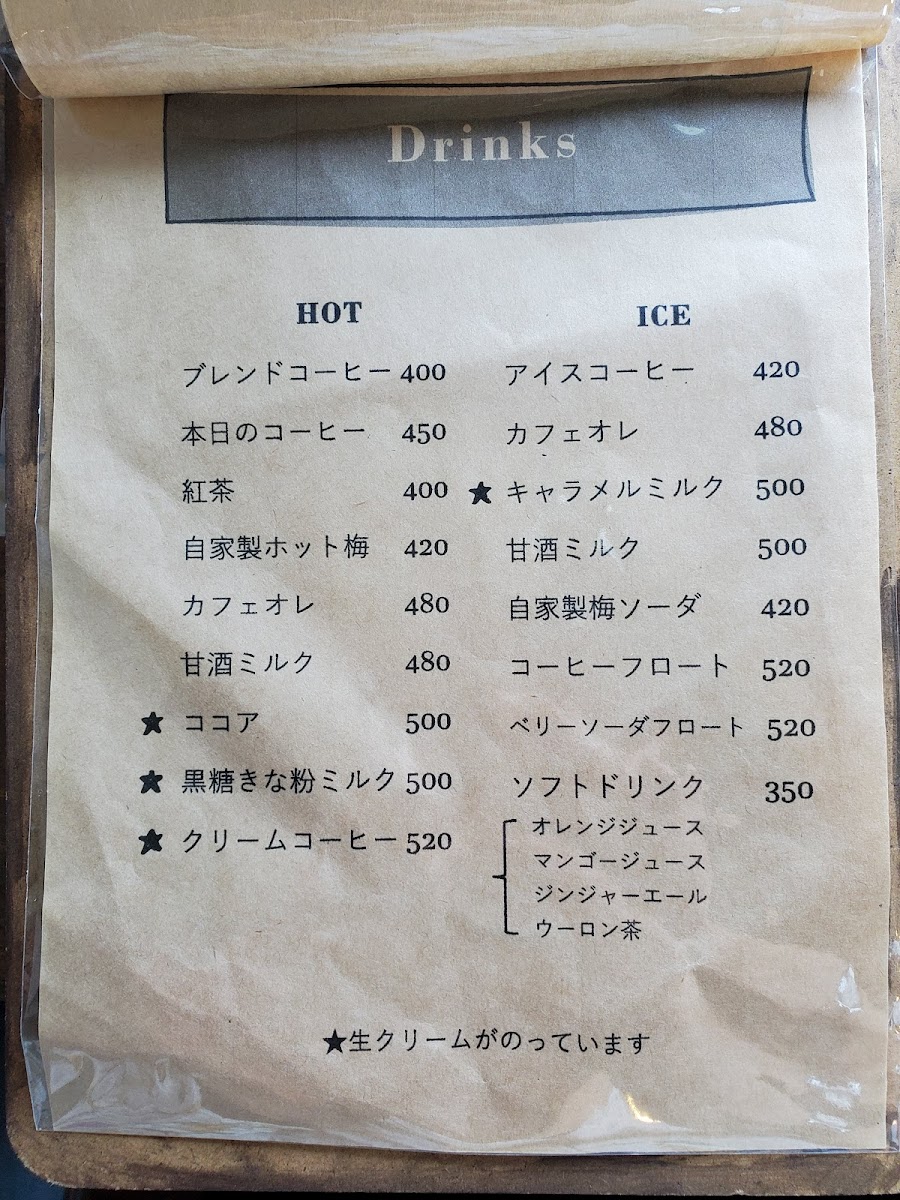 Drinks
HOT
ブレンドコーヒー 400
本日のコーヒー 450
紅茶 400
自家製ホット梅 420
カフェオレ 480
甘酒ミルク 480
★ ココア 500
★ 黒糖きな粉ミルク 500
★ クリームコーヒー 520
ICE
アイスコーヒー 420
カフェオレ 480
★ キャラメルミルク 500
甘酒ミルク 500
自家製梅ソーダ 420
コーヒーフロート 520
ベリーソーダフロート 520
ソフトドリンク 350
オレンジジュース
マンゴージュース
ジンジャーエール
ウーロン茶
★生クリームがのっています